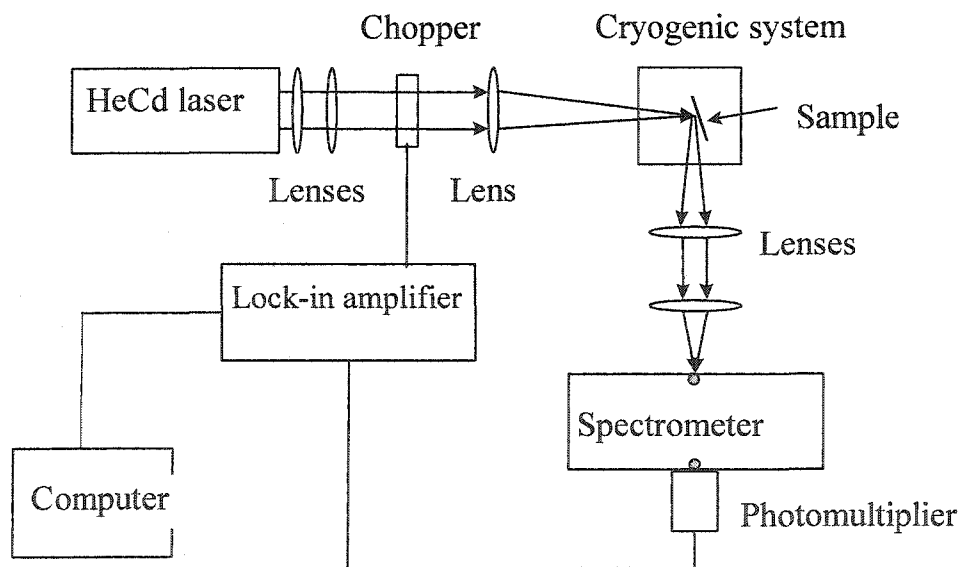 Chopper
Cryogenic system
HeCd laser
Sample
Lenses
Lens
Lenses
Lock-in amplifier
Spectrometer
Computer
Photomultiplier